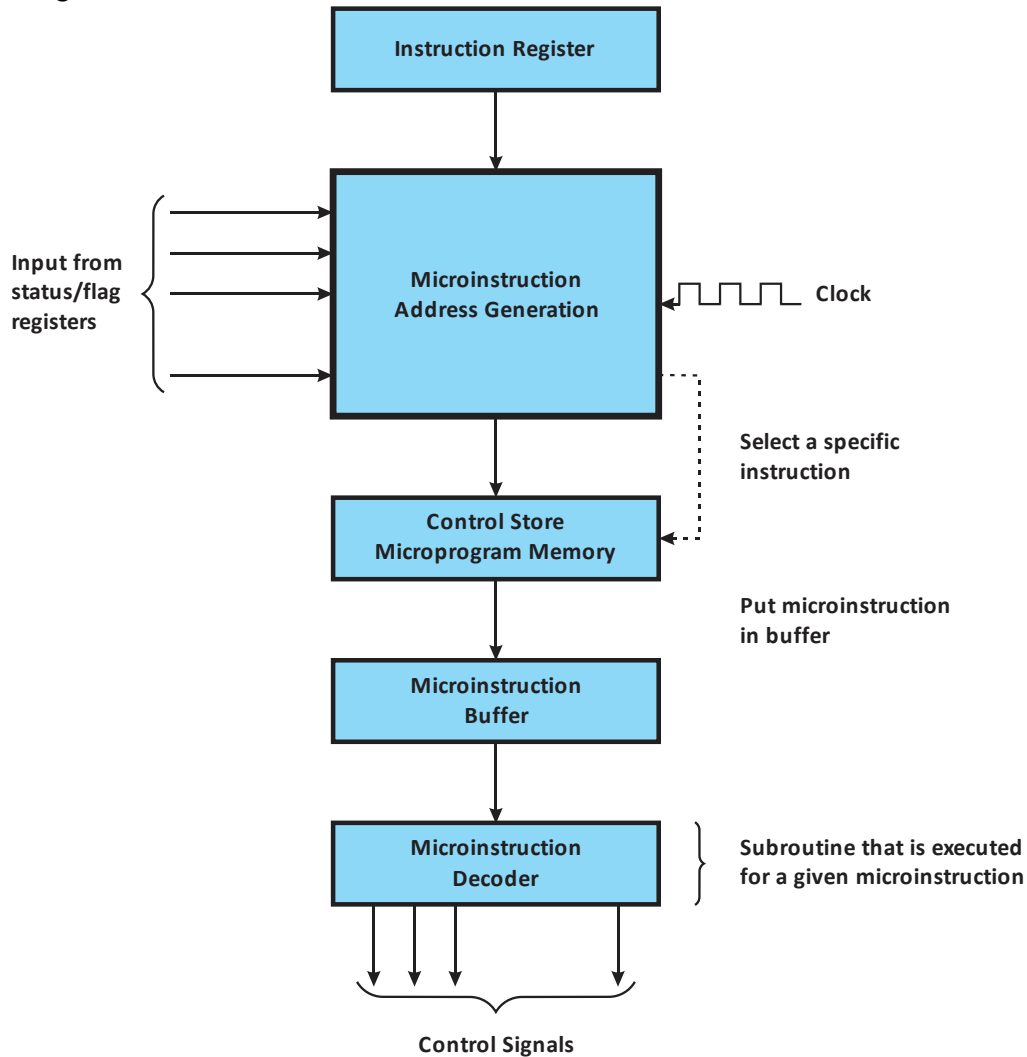 Instruction Register
Input from
status/flag
registers
Microinstruction
Address Generation
Clock
Select a specific
instruction
Control Store
Microprogram Memory
Put microinstruction
in buffer
Microinstruction
Buffer
Microinstruction
Decoder
Subroutine that is executed
for a given microinstruction
Control Signals